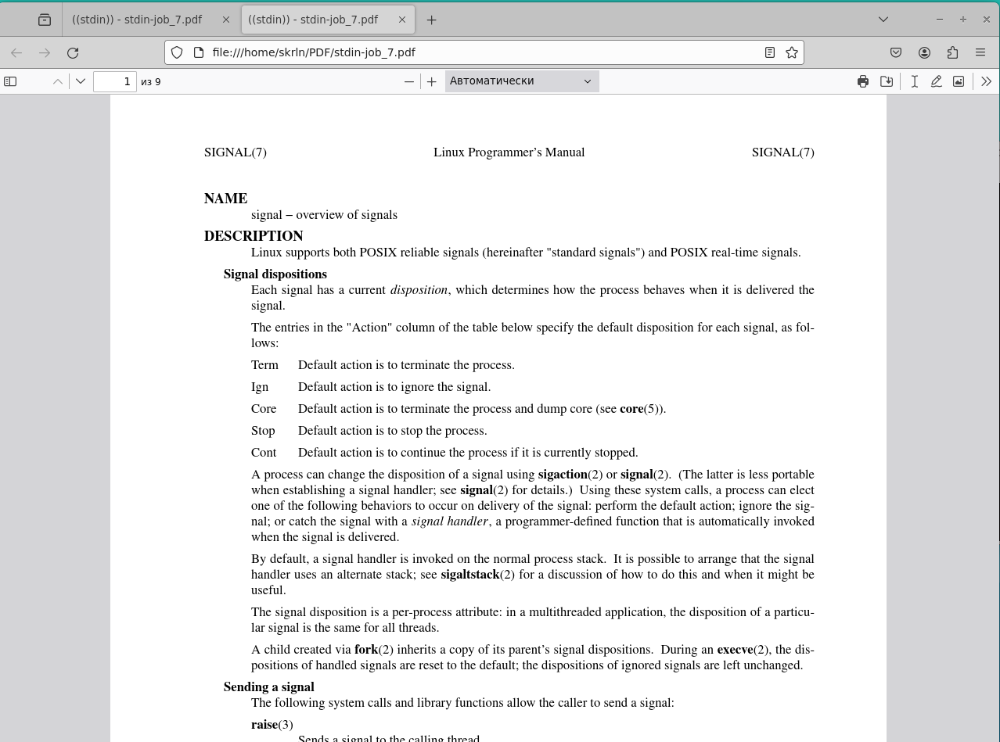 ((stdin)) - stdin-job_7.pdf
((stdin)) - stdin-job_7.pdf
file:///home/skrln/PDF/stdin-job_7.pdf
1 из 9
Автоматически
SIGNAL(7) Linux Programmer’s Manual SIGNAL(7)
NAME
signal − overview of signals
DESCRIPTION
Linux supports both POSIX reliable signals (hereinafter "standard signals") and POSIX real-time signals.
Signal dispositions
Each signal has a current disposition, which determines how the process behaves when it is delivered the
signal.
The entries in the "Action" column of the table below specify the default disposition for each signal, as fol-
lows:
Term Default action is to terminate the process.
Ign Default action is to ignore the signal.
Core Default action is to terminate the process and dump core (see core(5)).
Stop Default action is to stop the process.
Cont Default action is to continue the process if it is currently stopped.
A process can change the disposition of a signal using sigaction(2) or signal(2). (The latter is less portable
when establishing a signal handler; see signal(2) for details.) Using these system calls, a process can elect
one of the following behaviors to occur on delivery of the signal: perform the default action; ignore the sig-
nal; or catch the signal with a signal handler, a programmer-defined function that is automatically invoked
when the signal is delivered.
By default, a signal handler is invoked on the normal process stack. It is possible to arrange that the signal
handler uses an alternate stack; see sigaltstack(2) for a discussion of how to do this and when it might be
useful.
The signal disposition is a per-process attribute: in a multithreaded application, the disposition of a particu-
lar signal is the same for all threads.
A child created via fork(2) inherits a copy of its parent’s signal dispositions. During an execve(2), the dis-
positions of handled signals are reset to the default; the dispositions of ignored signals are left unchanged.
Sending a signal
The following system calls and library functions allow the caller to send a signal:
raise(3)
Sends a signal to the calling thread.